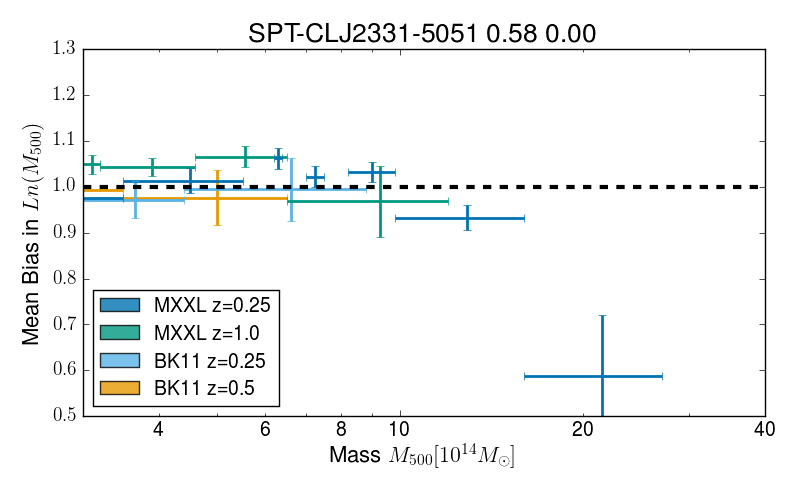 SPT-CLJ2331-5051 0.58 0.00
1.3
1.2
1.1
1.0
0.9
0.8
0.7
0.6
0.5
Mean Bias in Ln(M500)
MXXL z=0.25
MXXL z=1.0
BK11 z=0.25
BK11 z=0.5
4 6 8 10 20 40
Mass M500[10^14 M⊙]